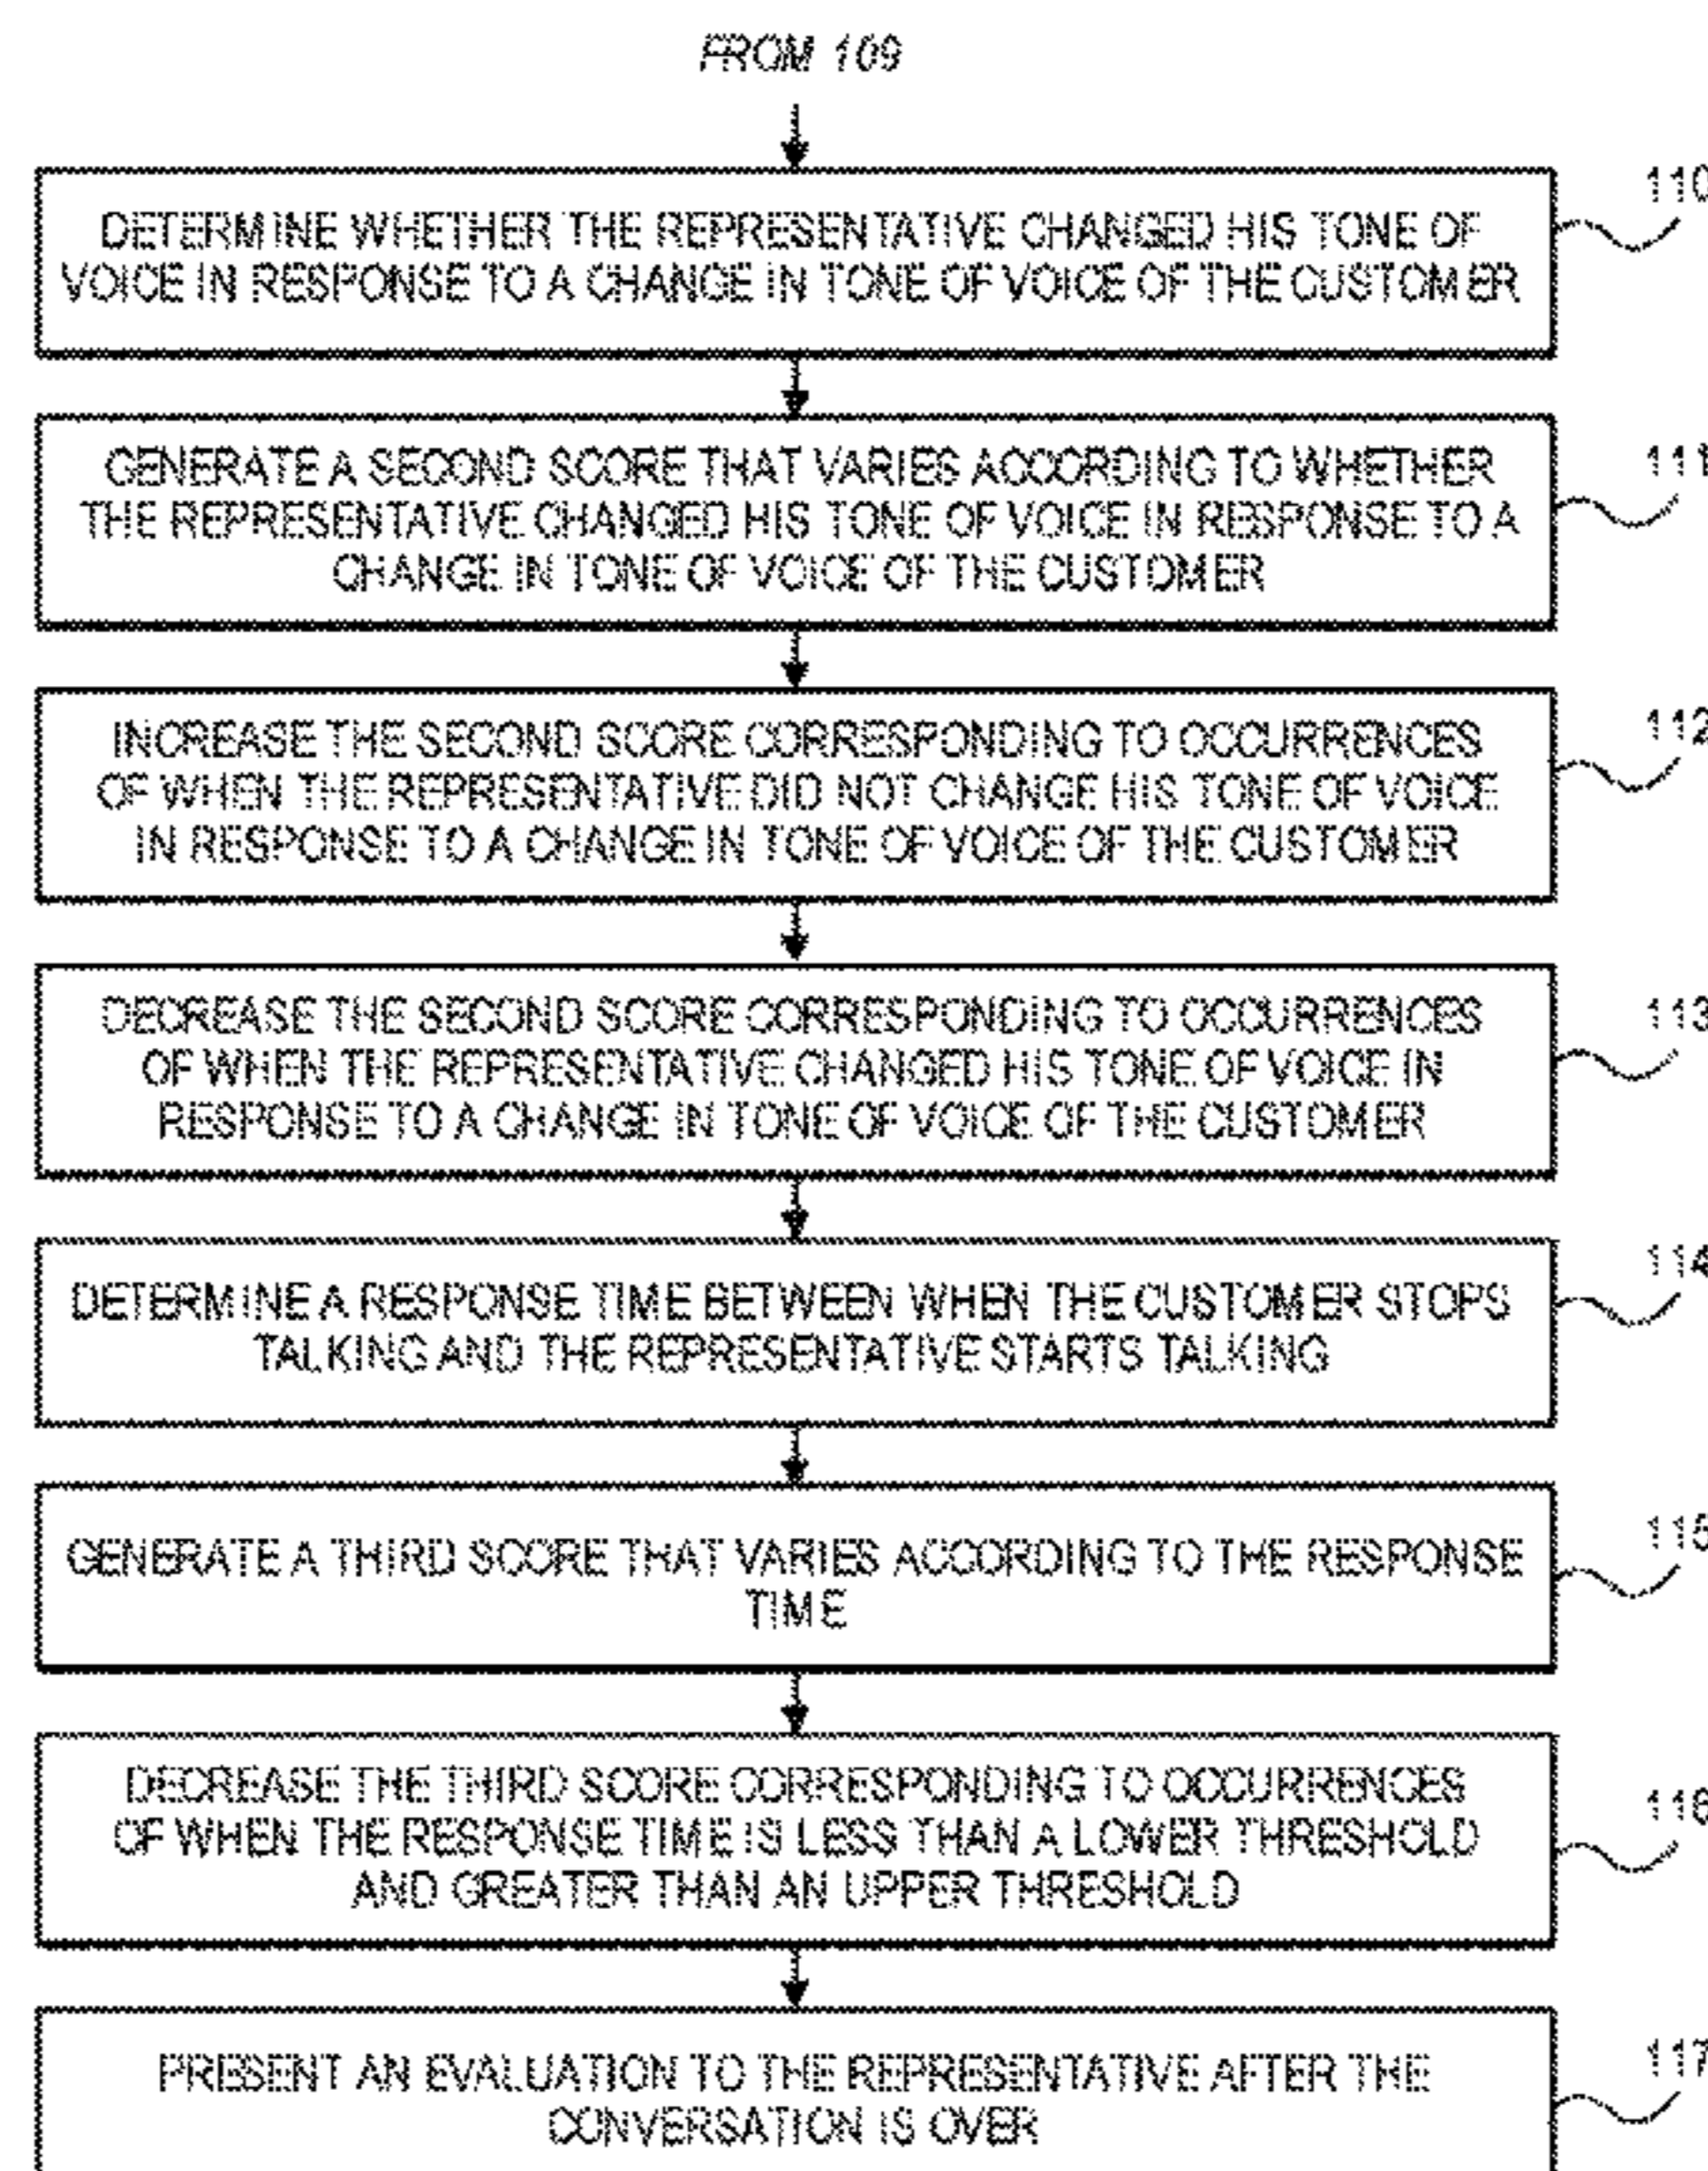 FROM 109
110
DETERMINE WHETHER THE REPRESENTATIVE CHANGED HIS TONE OF
VOICE IN RESPONSE TO A CHANGE IN TONE OF VOICE OF THE CUSTOMER
111
GENERATE A SECOND SCORE THAT VARIES ACCORDING TO WHETHER
THE REPRESENTATIVE CHANGED HIS TONE OF VOICE IN RESPONSE TO A
CHANGE IN TONE OF VOICE OF THE CUSTOMER
112
INCREASE THE SECOND SCORE CORRESPONDING TO OCCURRENCES
OF WHEN THE REPRESENTATIVE DID NOT CHANGE HIS TONE OF VOICE
IN RESPONSE TO A CHANGE IN TONE OF VOICE OF THE CUSTOMER
113
DECREASE THE SECOND SCORE CORRESPONDING TO OCCURRENCES
OF WHEN THE REPRESENTATIVE CHANGED HIS TONE OF VOICE IN
RESPONSE TO A CHANGE IN TONE OF VOICE OF THE CUSTOMER
114
DETERMINE A RESPONSE TIME BETWEEN WHEN THE CUSTOMER STOPS
TALKING AND THE REPRESENTATIVE STARTS TALKING
115
GENERATE A THIRD SCORE THAT VARIES ACCORDING TO THE RESPONSE
TIME
116
DECREASE THE THIRD SCORE CORRESPONDING TO OCCURRENCES
OF WHEN THE RESPONSE TIME IS LESS THAN A LOWER THRESHOLD
AND GREATER THAN AN UPPER THRESHOLD
117
PRESENT AN EVALUATION TO THE REPRESENTATIVE AFTER THE
CONVERSATION IS OVER